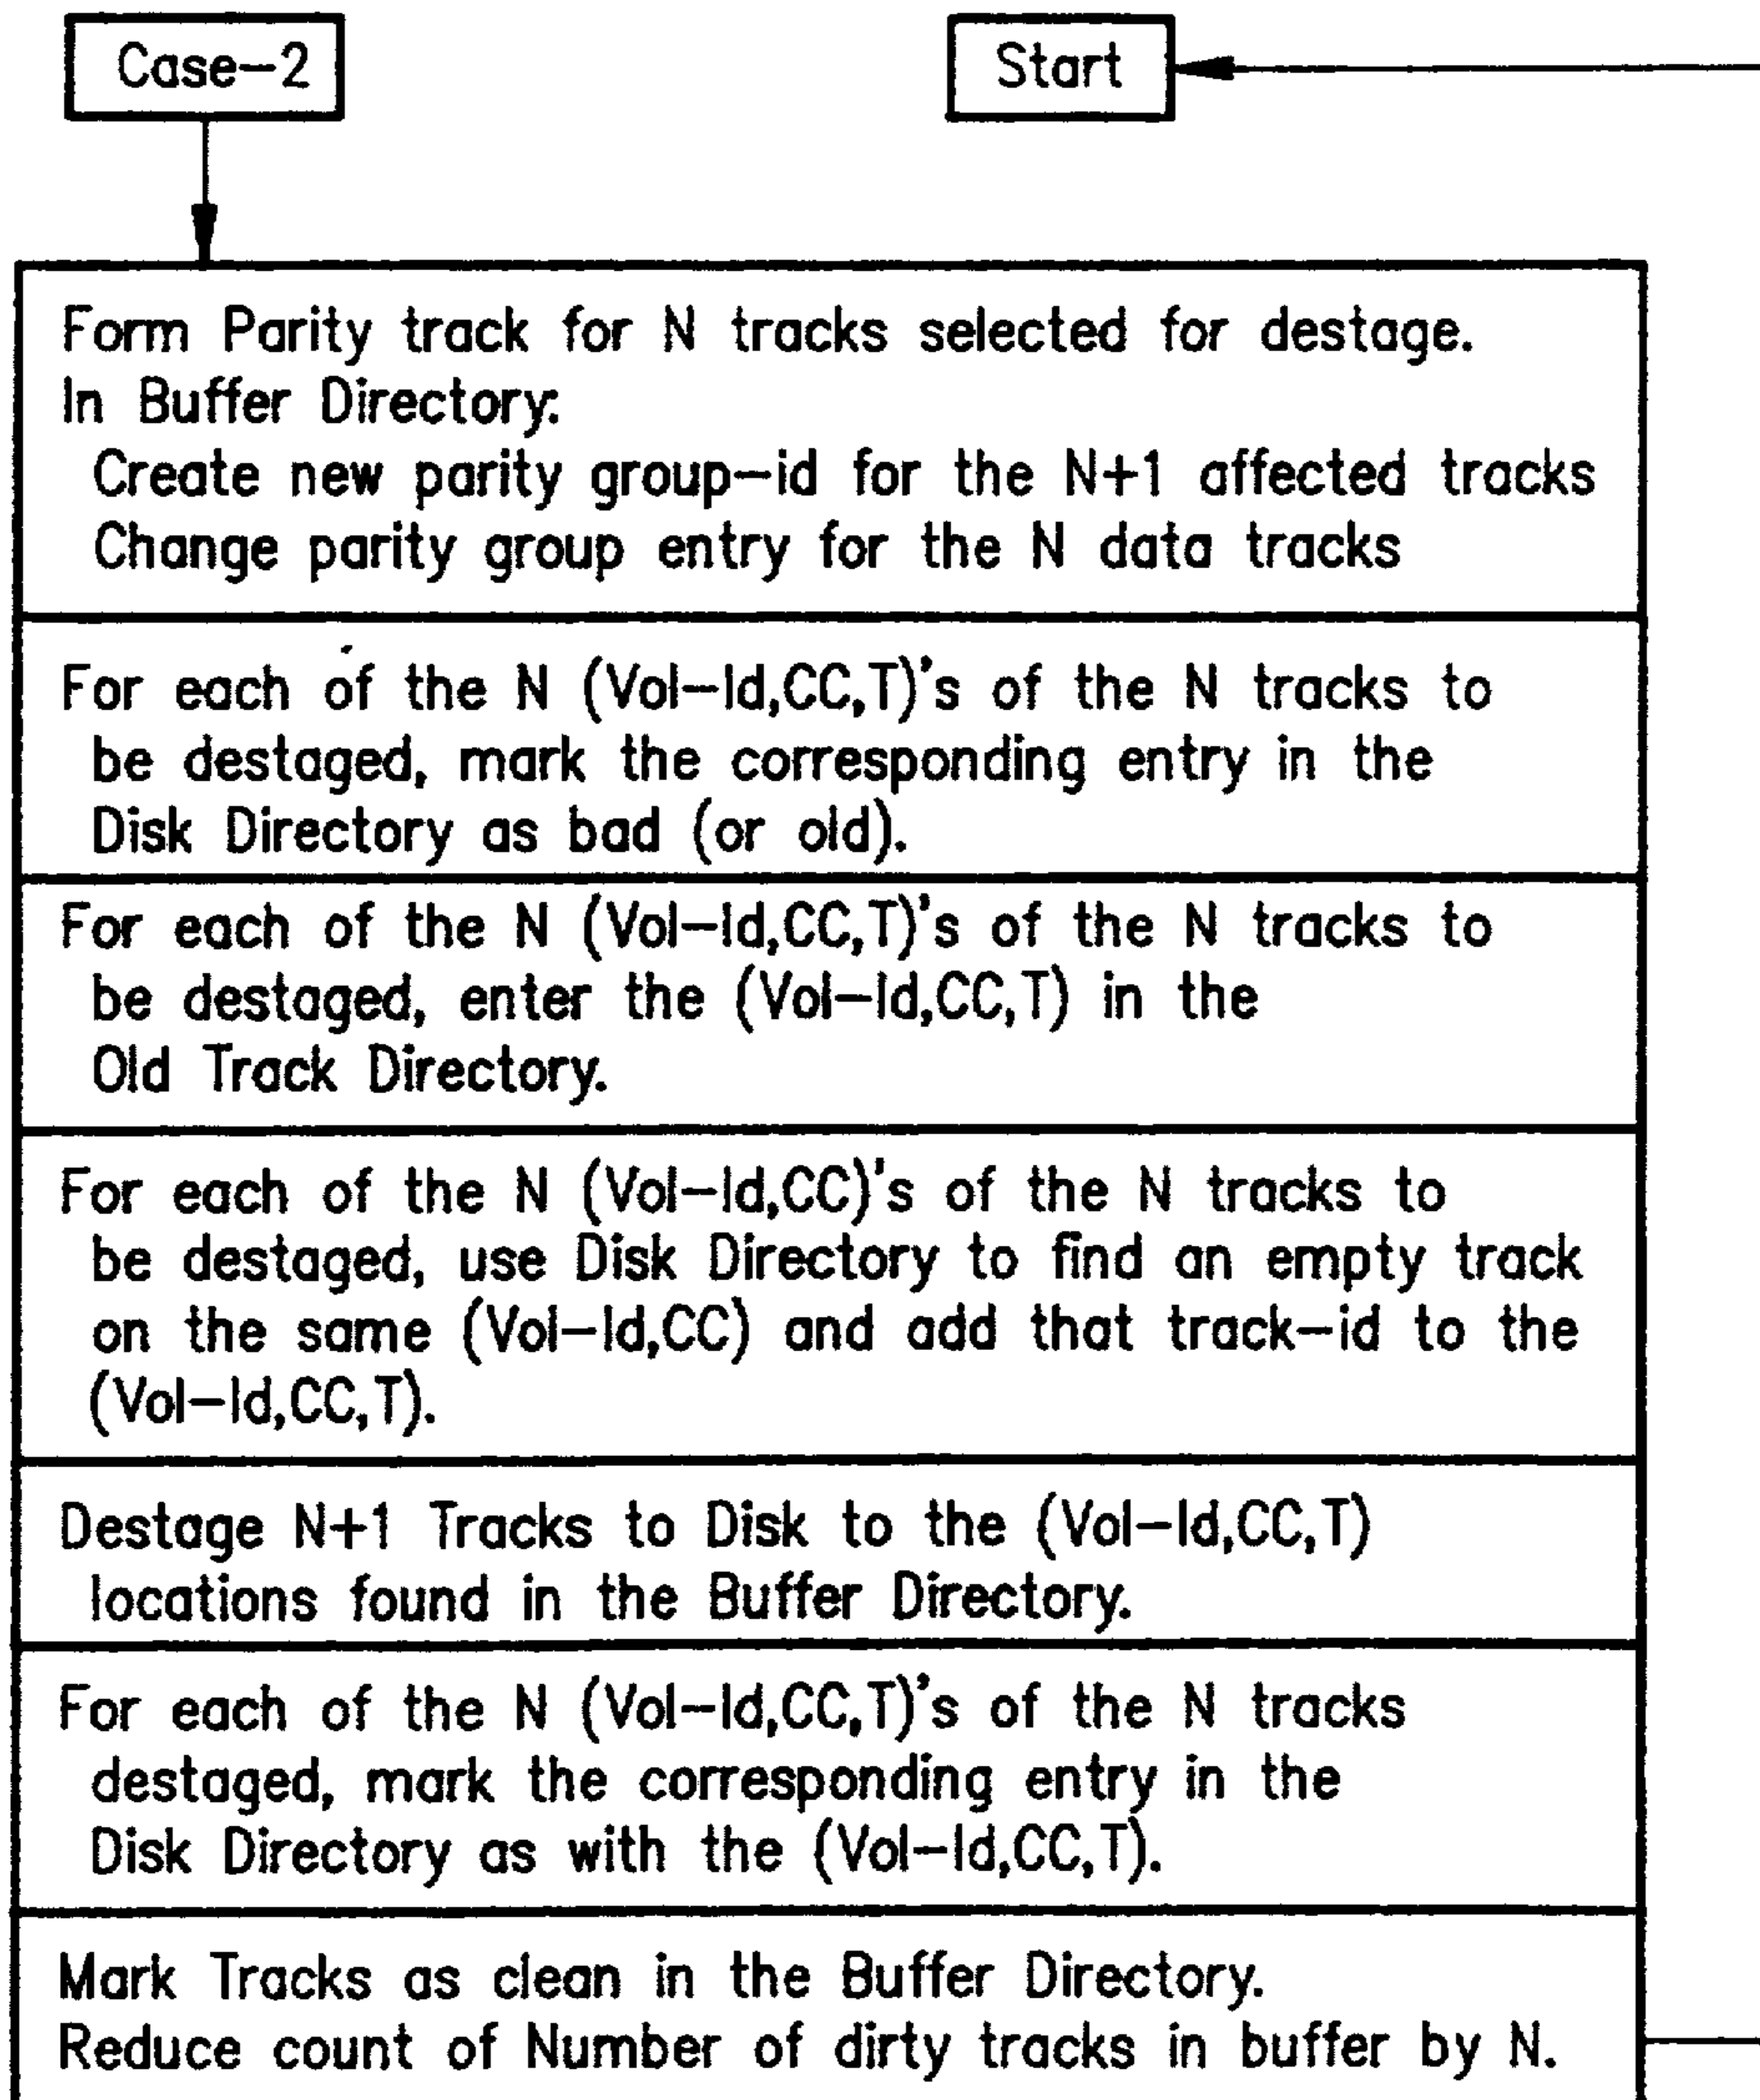 Case-2
Start
Form Parity track for N tracks selected for destage.
In Buffer Directory:
Create new parity group-id for the N+1 affected tracks
Change parity group entry for the N data tracks
For each of the N (Vol-Id,CC,T)'s of the N tracks to
be destaged, mark the corresponding entry in the
Disk Directory as bad (or old).
For each of the N (Vol-Id,CC,T)'s of the N tracks to
be destaged, enter the (Vol-Id,CC,T) in the
Old Track Directory.
For each of the N (Vol-Id,CC)'s of the N tracks to
be destaged, use Disk Directory to find an empty track
on the same (Vol-Id,CC) and add that track-id to the
(Vol-Id,CC,T).
Destage N+1 Tracks to Disk to the (Vol-Id,CC,T)
locations found in the Buffer Directory.
For each of the N (Vol-Id,CC,T)'s of the N tracks
destaged, mark the corresponding entry in the
Disk Directory as with the (Vol-Id,CC,T).
Mark Tracks as clean in the Buffer Directory.
Reduce count of Number of dirty tracks in buffer by N.